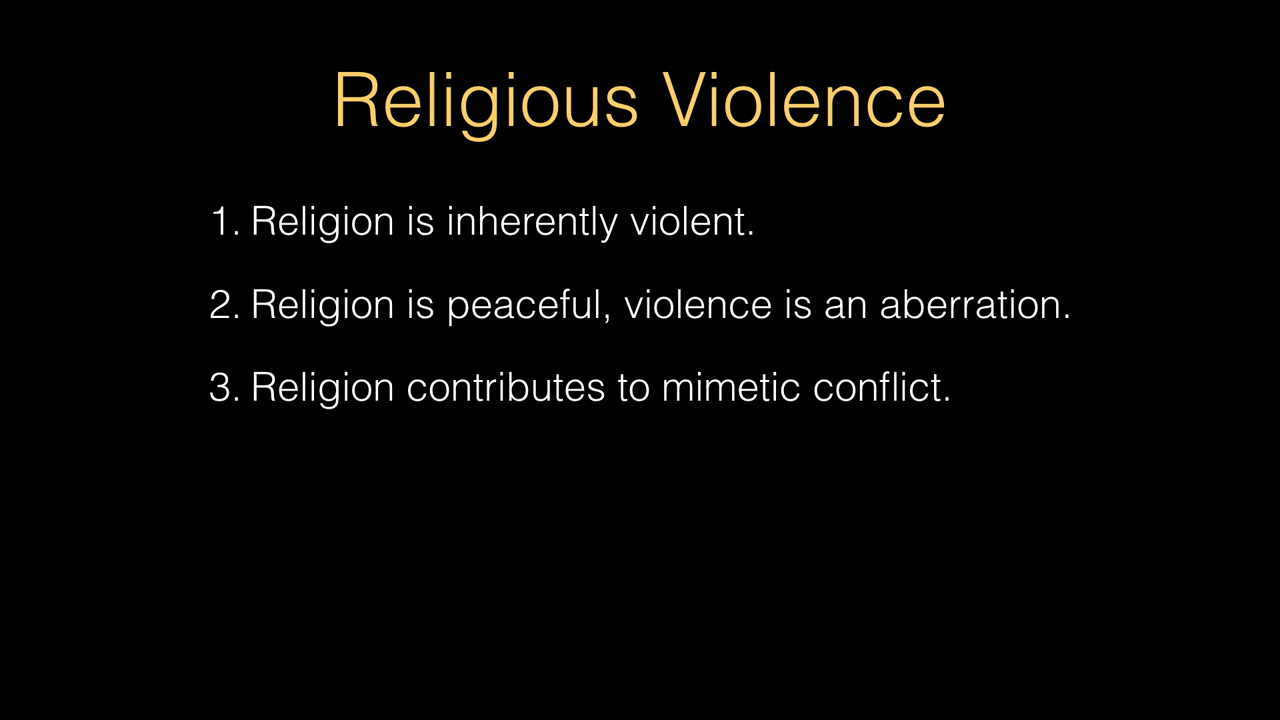 Religious Violence
1. Religion is inherently violent.
2. Religion is peaceful, violence is an aberration.
3. Religion contributes to mimetic conflict.